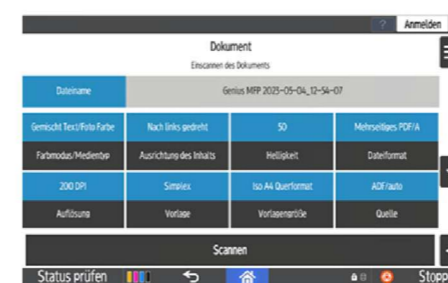 ? Anmelden
Dokument
Einscannen des Dokuments
Dateiname Genius MFP 2023-05-04_12-54-07
Gemischt Text/Foto Farbe Nach links gedreht 50 Mehrseitiges PDF/A
Farbmodus/Medientyp Ausrichtung des Inhalts Helligkeit Dateiformat
200 DPI Simplex Iso A4 Querformat ADF/auto
Auflösung Vorlage Vorlagengröße Quelle
Scannen
Status prüfen Stopp